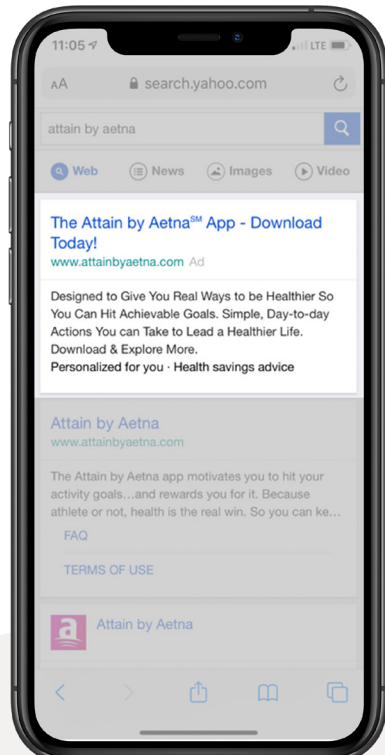 11:05
LTE
AA
search.yahoo.com
attain by aetna
Web News Images Video
The Attain by Aetna℠ App - Download
Today!
www.attainbyaetna.com Ad
Designed to Give You Real Ways to be Healthier So
You Can Hit Achievable Goals. Simple, Day-to-day
Actions You can Take to Lead a Healthier Life.
Download & Explore More.
Personalized for you · Health savings advice
Attain by Aetna
www.attainbyaetna.com
The Attain by Aetna app motivates you to hit your
activity goals...and rewards you for it. Because
athlete or not, health is the real win. So you can ke...
FAQ
TERMS OF USE
a
Attain by Aetna